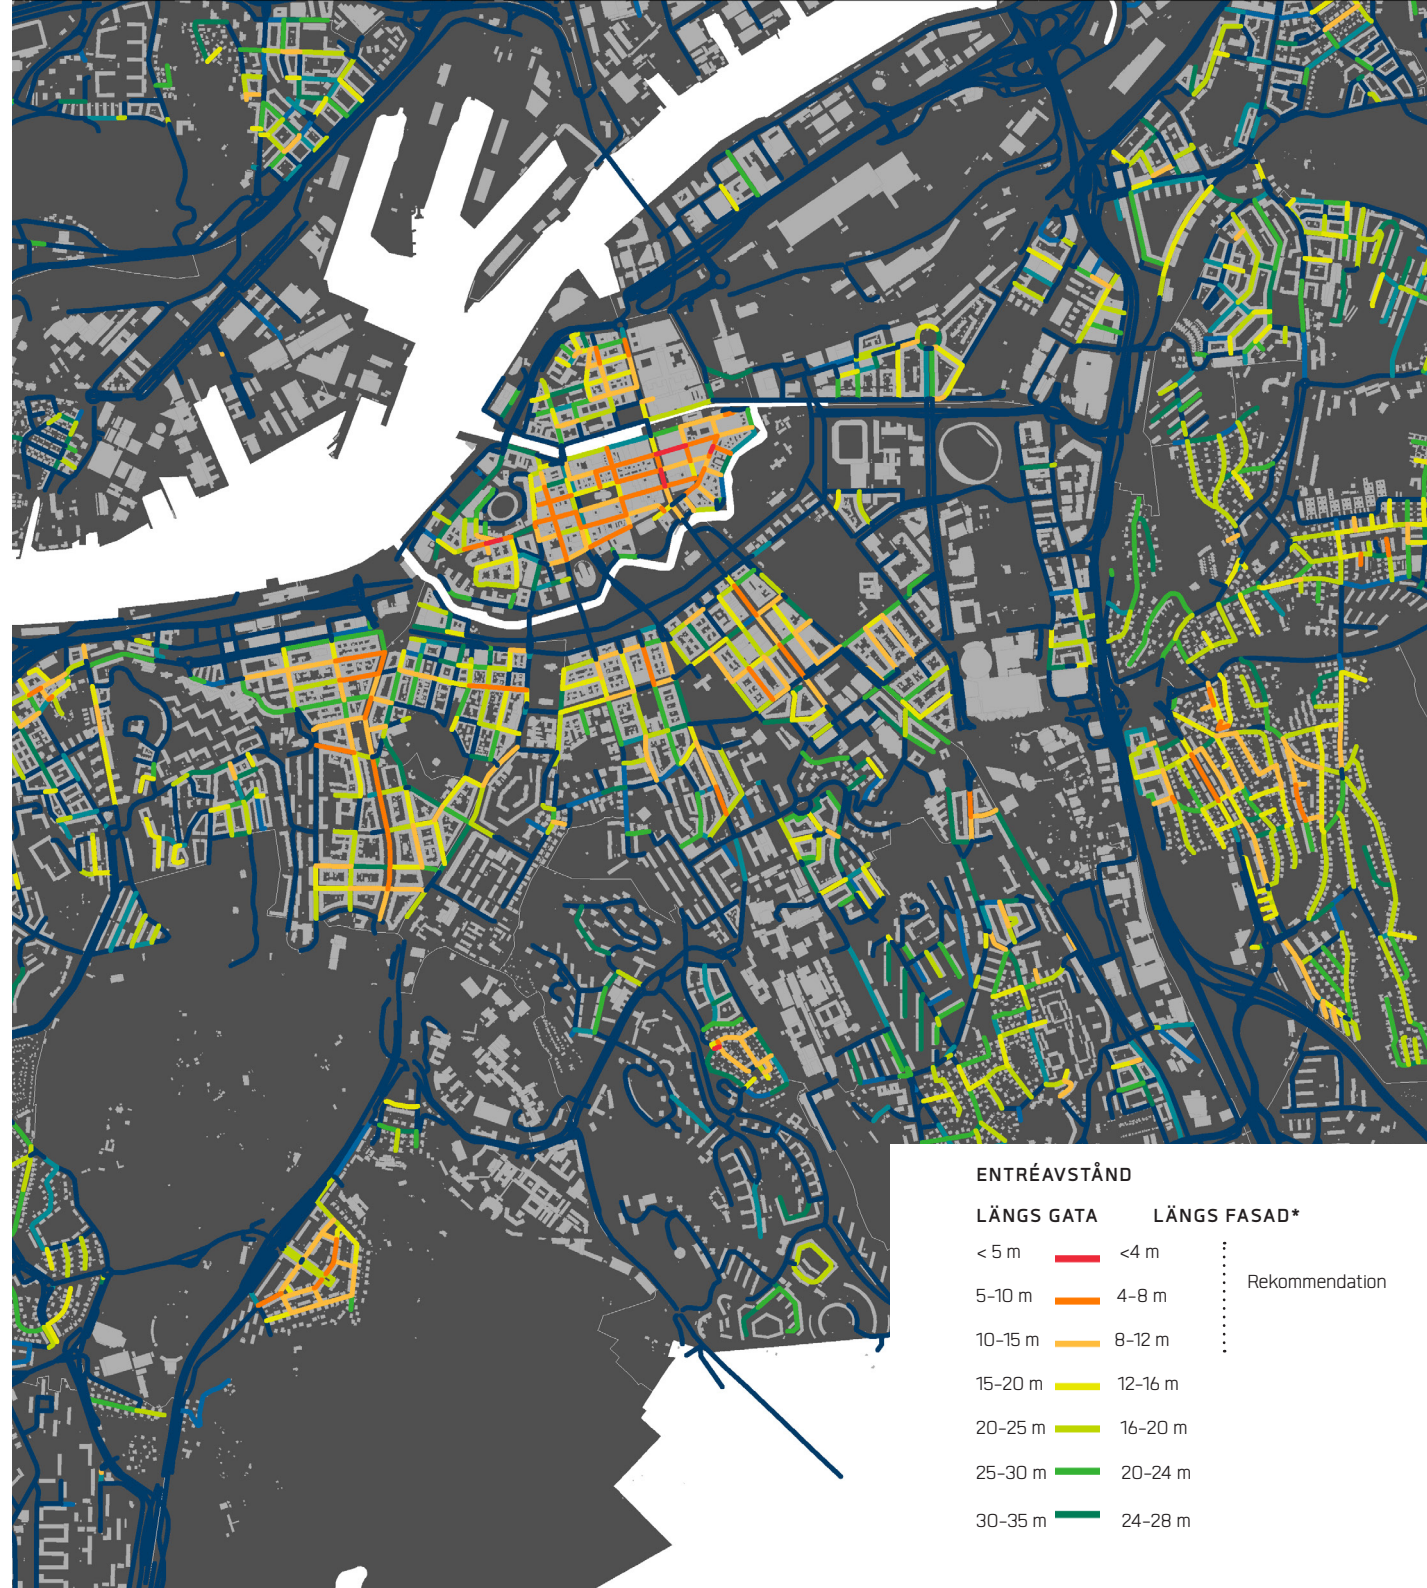 ENTRÉAVSTÅND
LÄNGS GATA LÄNGS FASAD*
< 5 m <4 m
5–10 m 4–8 m
Rekommendation
10–15 m 8–12 m
15–20 m 12–16 m
20–25 m 16–20 m
25–30 m 20–24 m
30–35 m 24–28 m